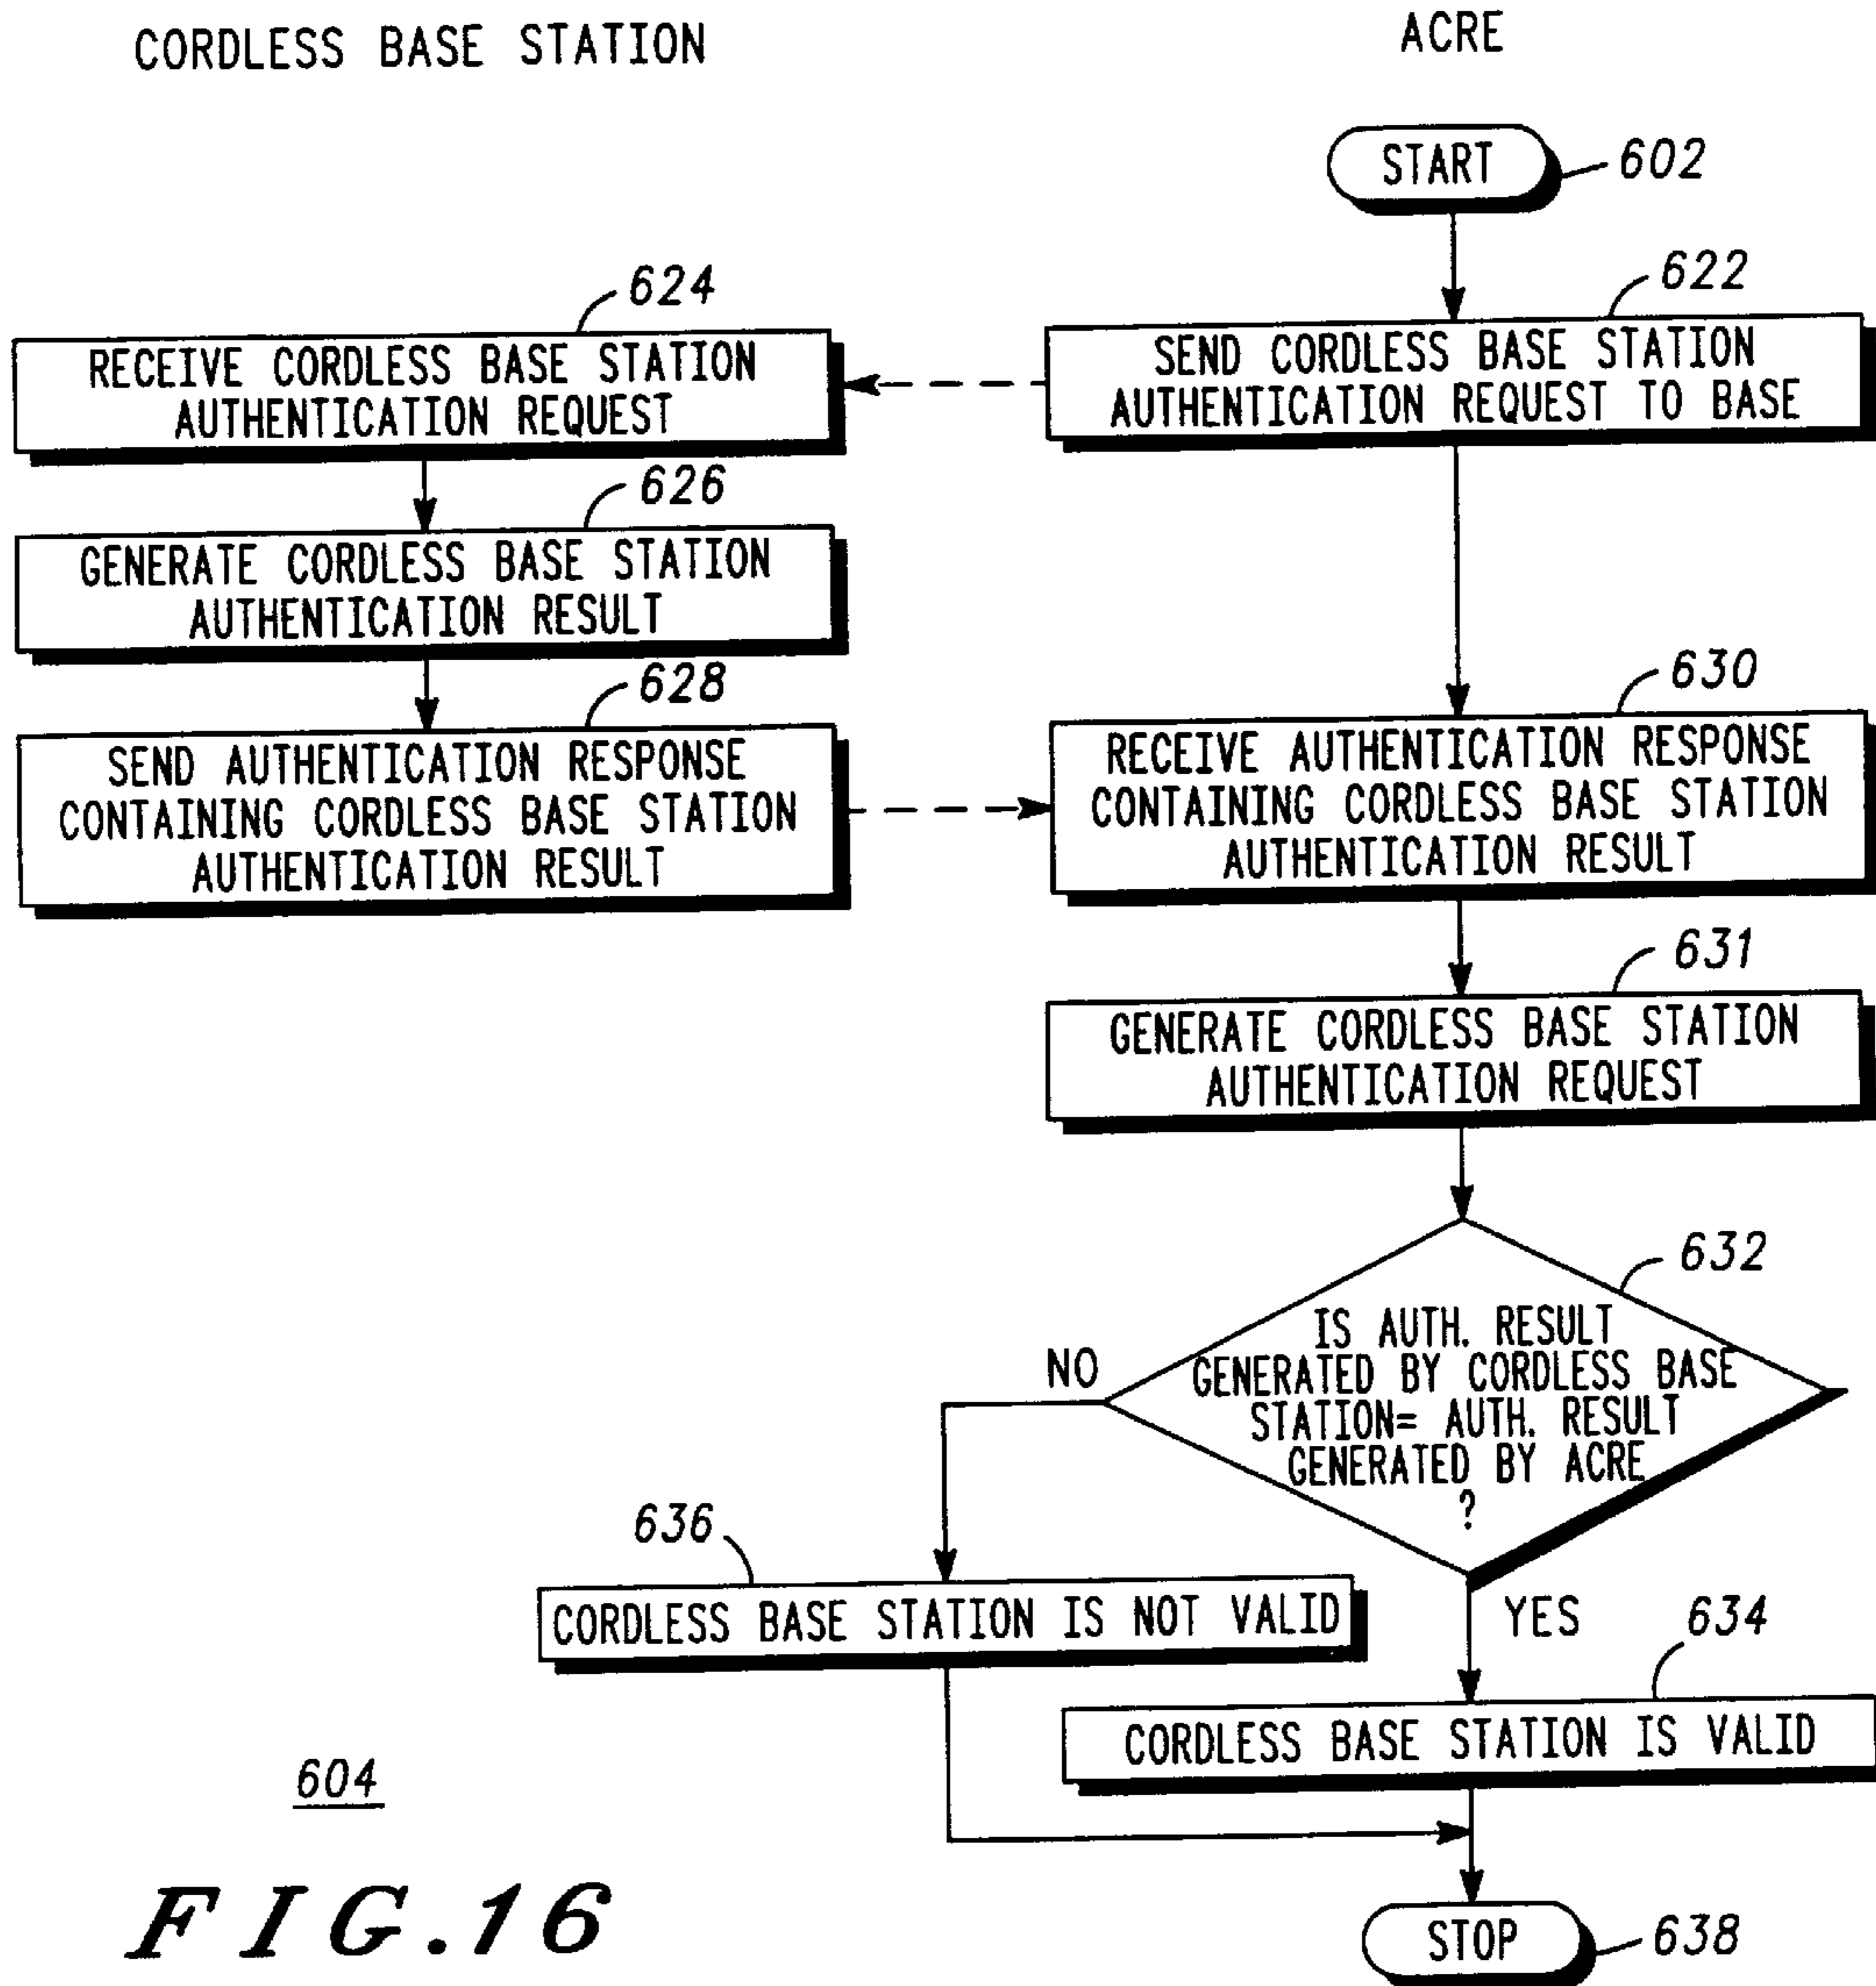 CORDLESS BASE STATION
ACRE
START
602
622
SEND CORDLESS BASE STATION
AUTHENTICATION REQUEST TO BASE
624
RECEIVE CORDLESS BASE STATION
AUTHENTICATION REQUEST
626
GENERATE CORDLESS BASE STATION
AUTHENTICATION RESULT
628
SEND AUTHENTICATION RESPONSE
CONTAINING CORDLESS BASE STATION
AUTHENTICATION RESULT
630
RECEIVE AUTHENTICATION RESPONSE
CONTAINING CORDLESS BASE STATION
AUTHENTICATION RESULT
631
GENERATE CORDLESS BASE STATION
AUTHENTICATION REQUEST
632
IS AUTH. RESULT
GENERATED BY CORDLESS BASE
STATION= AUTH. RESULT
GENERATED BY ACRE
?
NO
YES
636
CORDLESS BASE STATION IS NOT VALID
634
CORDLESS BASE STATION IS VALID
604
STOP
638
FIG.16